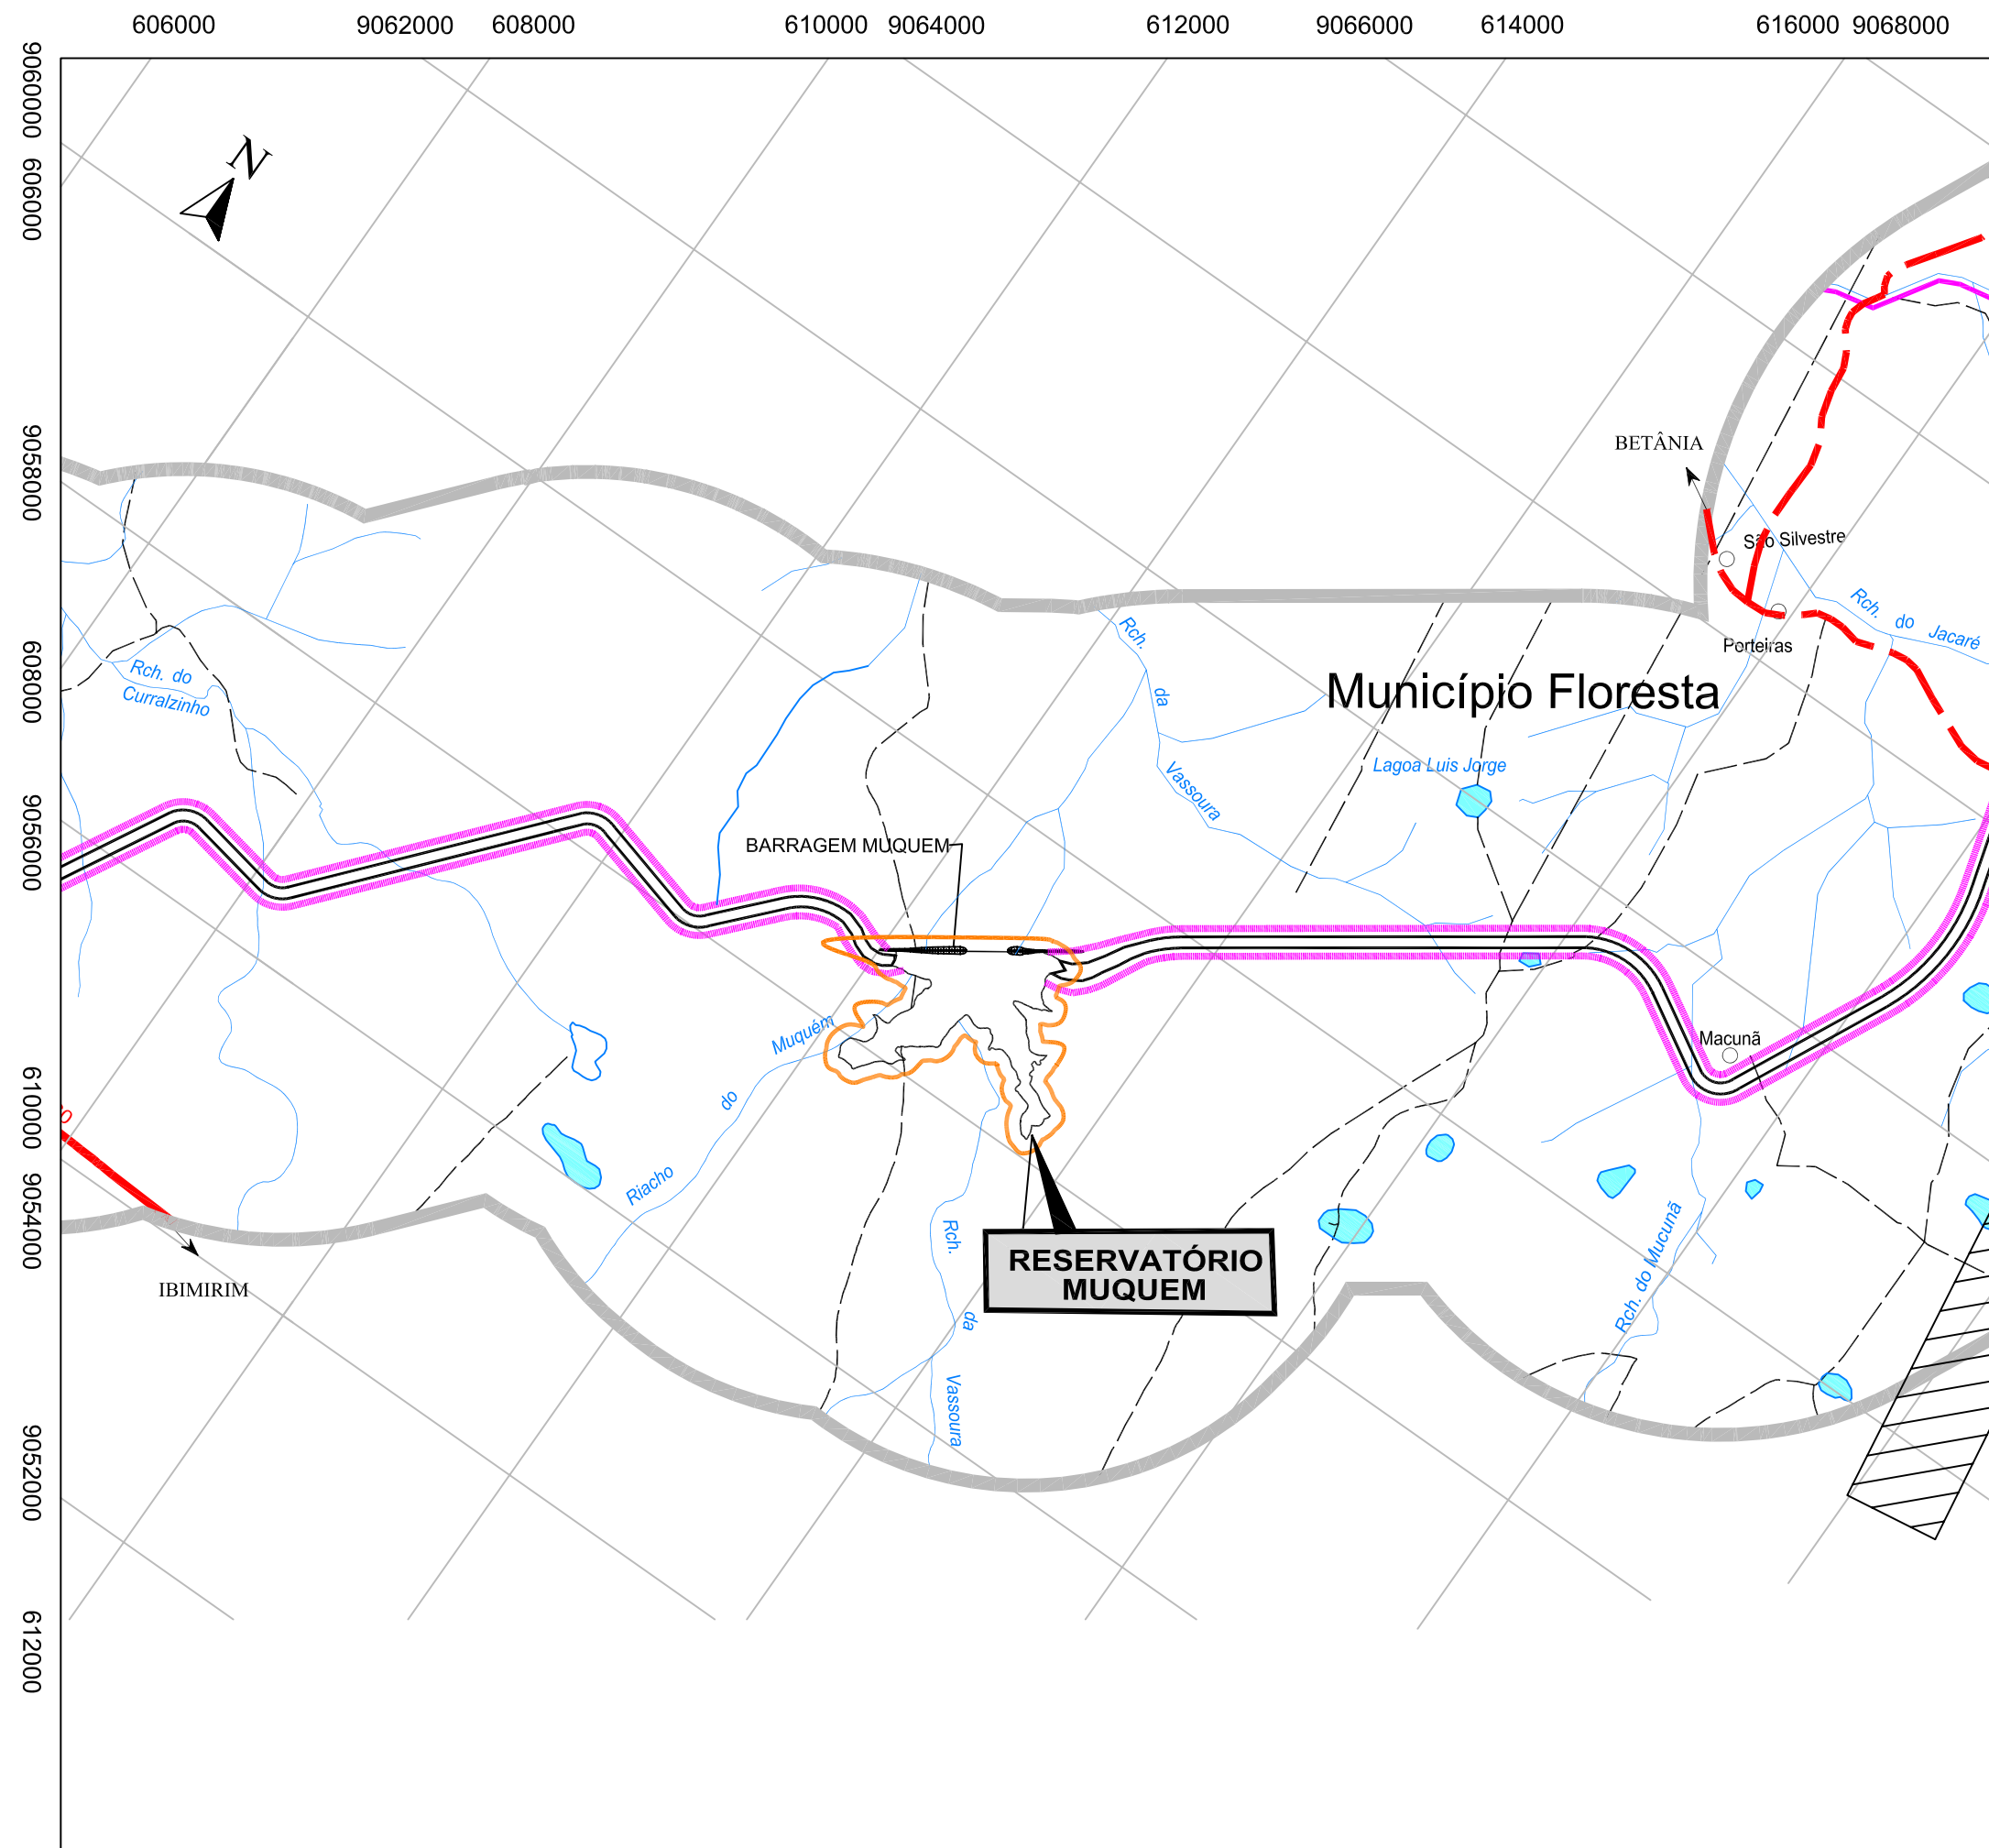 606000 9062000 608000 610000 9064000 612000 9066000 614000 616000 9068000
9060000
606000
9058000
608000
9056000
610000
9054000
9052000
612000
N
BETÂNIA
São Silvestre
Porteiras
Rch. do Jacaré
Rch. do
Curralzinho
Rch.
da
Vassoura
Município Floresta
Lagoa Luis Jorge
BARRAGEM MUQUEM
Muquém
do
Riacho
Macunã
Rch. do Mucunã
IBIMIRIM
Rch.
da
Vassoura
RESERVATÓRIO
MUQUEM